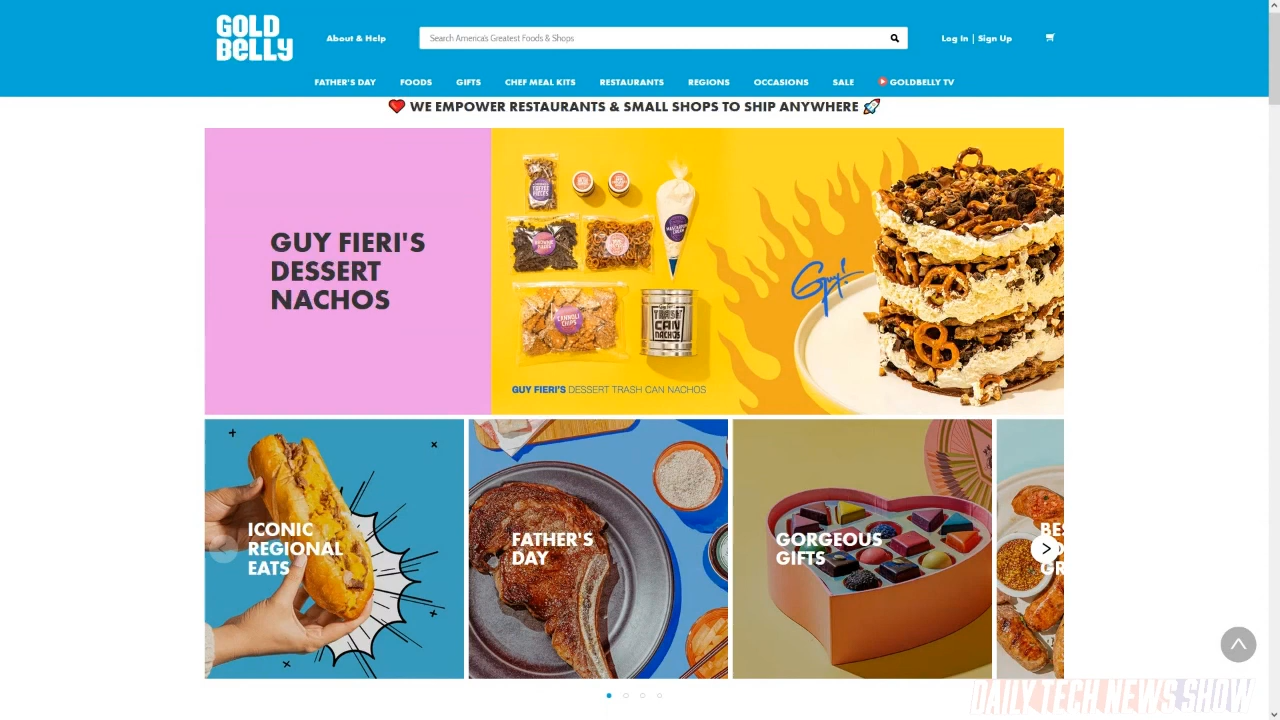 GOLD
BELLY
About & Help
Search America's Greatest Foods & Shops
Log In | Sign Up
FATHER'S DAY FOODS GIFTS CHEF MEAL KITS RESTAURANTS REGIONS OCCASIONS SALE GOLDBELLY TV
WE EMPOWER RESTAURANTS & SMALL SHOPS TO SHIP ANYWHERE
GUY FIERI'S
DESSERT
NACHOS
Guy!
CANNOLI
CHIPS
TRASH
CAN
NACHOS
GUY FIERI'S DESSERT TRASH CAN NACHOS
ICONIC
REGIONAL
EATS
FATHER'S
DAY
GORGEOUS
GIFTS
DAILY TECH NEWS SHOW